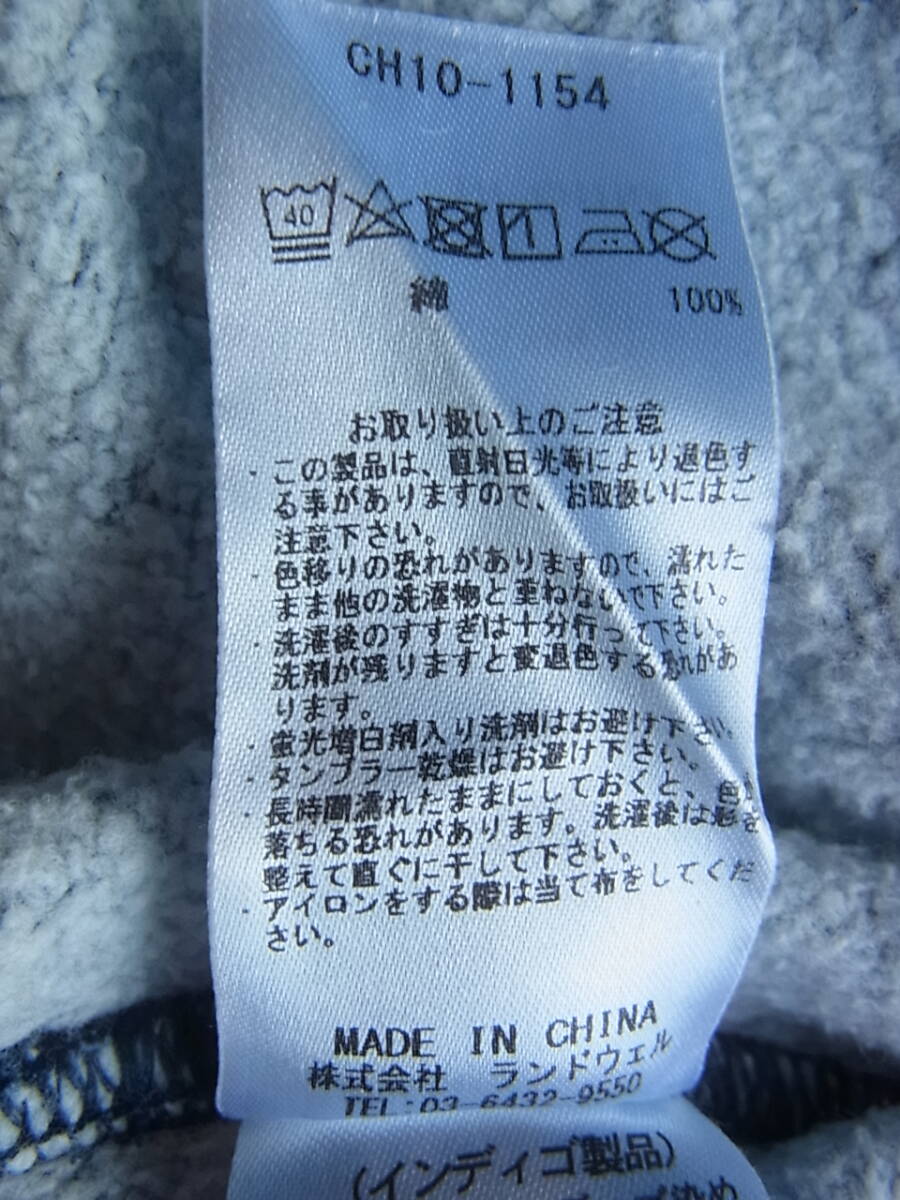 CH10-1154
40
綿 100%
お取り扱い上のご注意
・この製品は、直射日光等により退色す
る事がありますので、お取扱いにはご
注意下さい。
・色移りの恐れがありますので、濡れた
まま他の洗濯物と重ねないで下さい。
・洗濯後のすすぎは十分行って下さい。
洗剤が残りますと変退色する恐れがあ
ります。
・蛍光増白剤入り洗剤はお避け下さい。
・タンブラー乾燥はお避け下さい。
・長時間濡れたままにしておくと、色が
落ちる恐れがあります。洗濯後は形を
整えて直ぐに干して下さい。
・アイロンをする際は当て布をしてくだ
さい。
MADE IN CHINA
株式会社 ランドウェル
TEL:03-6432-9550
(インディゴ製品)
染め